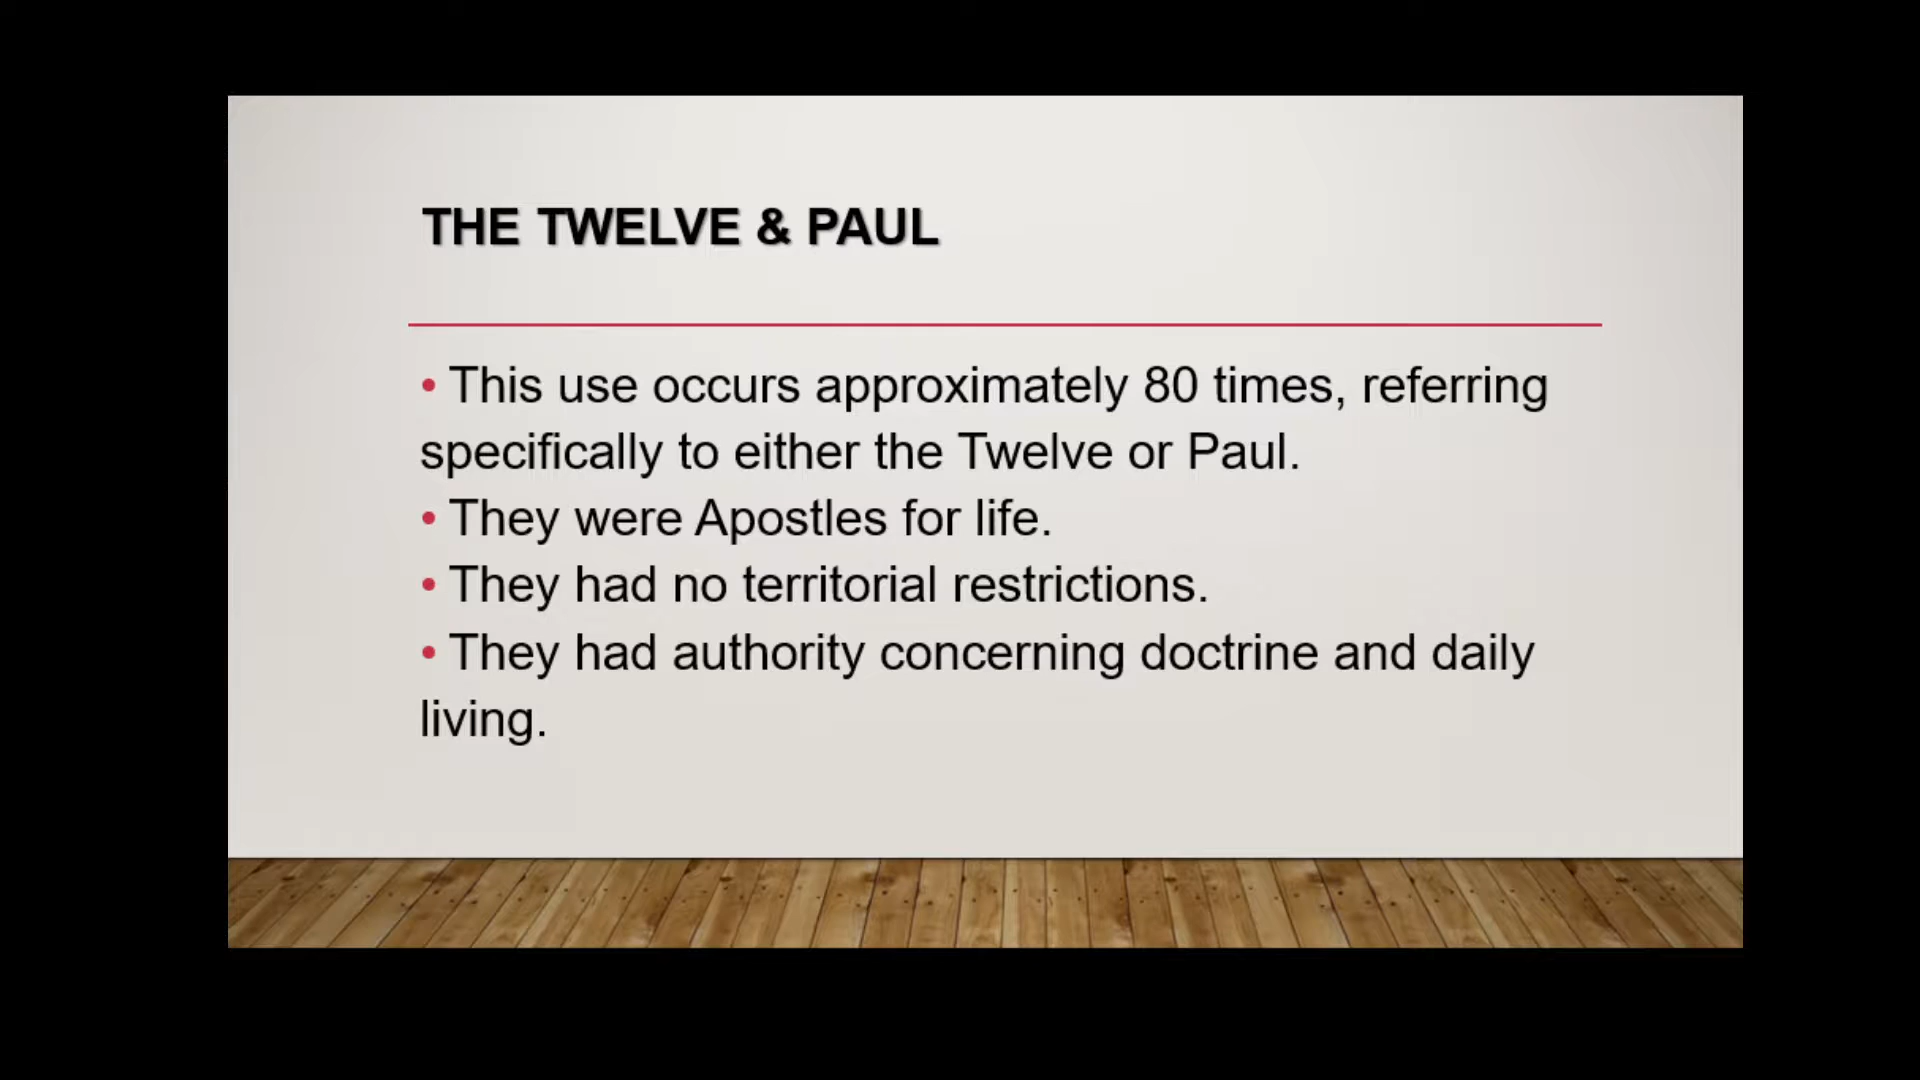 THE TWELVE & PAUL
• This use occurs approximately 80 times, referring
specifically to either the Twelve or Paul.
• They were Apostles for life.
• They had no territorial restrictions.
• They had authority concerning doctrine and daily
living.